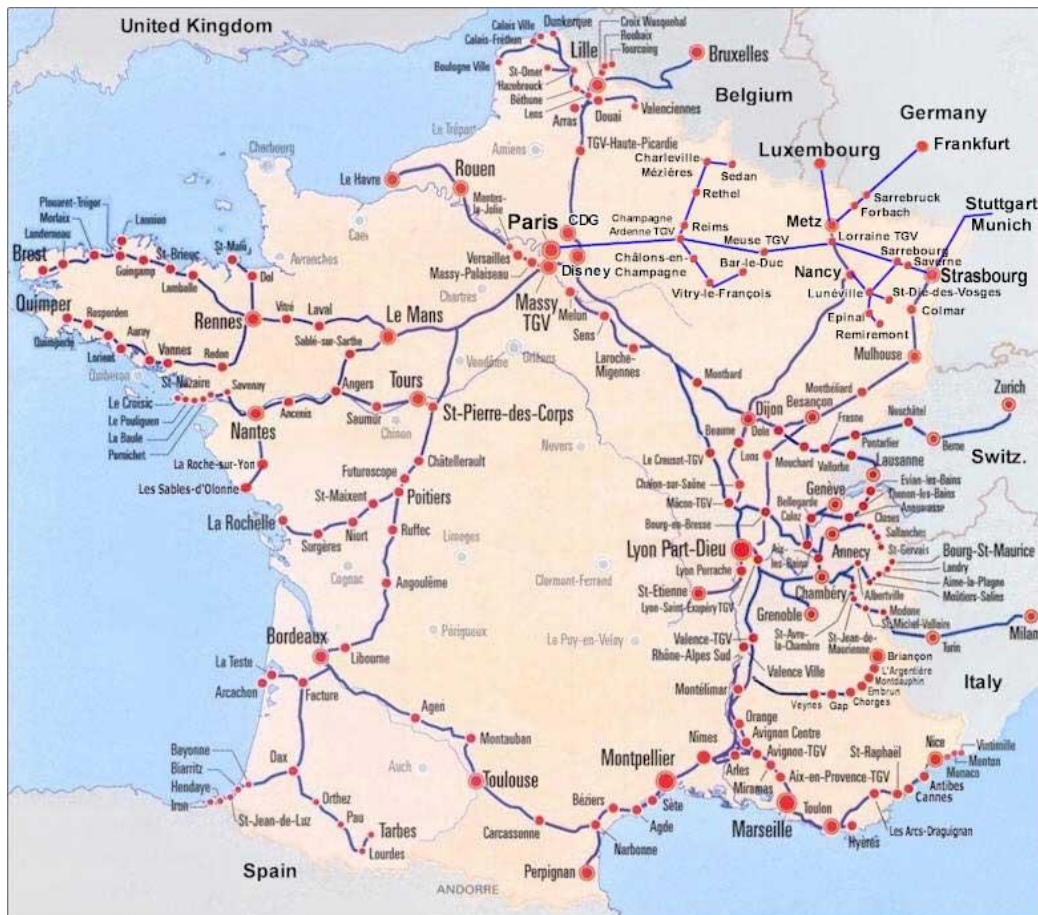 United Kingdom
Calais Ville
Dunkerque
Croix Wasquehal
Roubaix
Tourcoing
Calais-Fréthun
Lille
Bruxelles
Boulogne Ville
St-Omer
Hazebrouck
Béthune
Lens
Belgium
Valenciennes
Arras
Douai
Germany
Le Tréport
Amiens
TGV-Haute-Picardie
Charleville
Mézières
Sedan
Luxembourg
Frankfurt
Cherbourg
Le Havre
Rouen
Rethel
Sarrebruck
Forbach
Stuttgart
Munich
Mantes-
la-Jolie
Paris
CDG
Champagne
Ardenne TGV
Reims
Metz
Plouaret-Trégor
Lannion
Morlaix
Landerneau
Caen
Meuse TGV
Lorraine TGV
Brest
Guingamp
St-Brieuc
Lamballe
St-Malo
Dol
Avranches
Versailles
Massy-Palaiseau
Massy
TGV
Disney
Châlons-en-
Champagne
Bar-le-Duc
Vitry-le-François
Sarrebourg
Saverne
Nancy
Strasbourg
Quimper
Rosporden
Chartres
Melun
Lunéville
St-Dié-des-Vosges
Colmar
Epinal
Remiremont
Rennes
Vitré
Laval
Le Mans
Sens
Quimperlé
Lorient
Auray
Vannes
Redon
Sablé-sur-Sarthe
Vendôme
Orléans
Laroche-
Migennes
Mulhouse
Quiberon
St-Nazaire
Savenay
Angers
Tours
Montbard
Montbéliard
Zurich
Le Croisic
Le Pouliguen
La Baule
Pornichet
Ancenis
Saumur
Chinon
St-Pierre-des-Corps
Dijon
Besançon
Dole
Frasne
Neuchâtel
Nantes
Nevers
Beaune
Pontarlier
Berne
La Roche-sur-Yon
Châtellerault
Le Creusot-TGV
Lons
Mouchard
Vallorbe
Lausanne
Switz.
Les Sables-d'Olonne
Futuroscope
St-Maixent
Poitiers
Châlon-sur-Saône
Genève
Evian-les-Bains
Thonon-les-Bains
Annemasse
Mâcon-TGV
Bellegarde
Culoz
Cluses
La Rochelle
Surgères
Niort
Ruffec
Bourg-en-Bresse
Sallanches
Limoges
Lyon Part-Dieu
Aix-
les-Bains
Annecy
St-Gervais
Bourg-St-Maurice
Landry
Aime-la-Plagne
Moûtiers-Salins
Cognac
Angoulême
Clermont-Ferrand
Lyon Perrache
St-Etienne
Lyon-Saint-Exupéry TGV
Chambéry
Albertville
Grenoble
Modane
St-Michel-Valloire
Milan
Turin
Périgueux
Le Puy-en-Velay
Valence-TGV
Rhône-Alpes Sud
St-Avre-
la-Chambre
St-Jean-de-
Maurienne
Bordeaux
Libourne
Valence Ville
Briançon
L'Argentière
Montdauphin
Embrun
Chorges
Gap
Veynes
Italy
La Teste
Arcachon
Facture
Montélimar
Agen
Orange
Montauban
Nîmes
Avignon Centre
Avignon-TGV
St-Raphaël
Nice
Vintimille
Menton
Monaco
Bayonne
Biarritz
Hendaye
Irun
Dax
Auch
Toulouse
Montpellier
Arles
Miramas
Aix-en-Provence-TGV
Antibes
Cannes
St-Jean-de-Luz
Orthez
Pau
Tarbes
Lourdes
Béziers
Sète
Agde
Marseille
Toulon
Les Arcs-Draguignan
Hyères
Carcassonne
Narbonne
Spain
Perpignan
ANDORRE